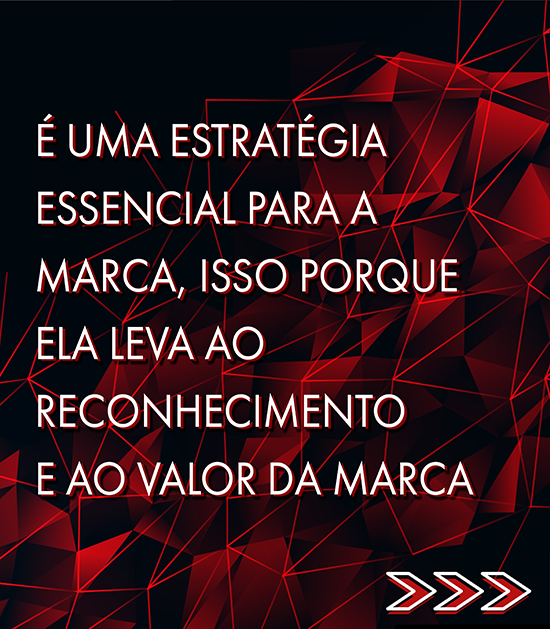 É UMA ESTRATÉGIA
ESSENCIAL PARA A
MARCA, ISSO PORQUE
ELA LEVA AO
RECONHECIMENTO
E AO VALOR DA MARCA